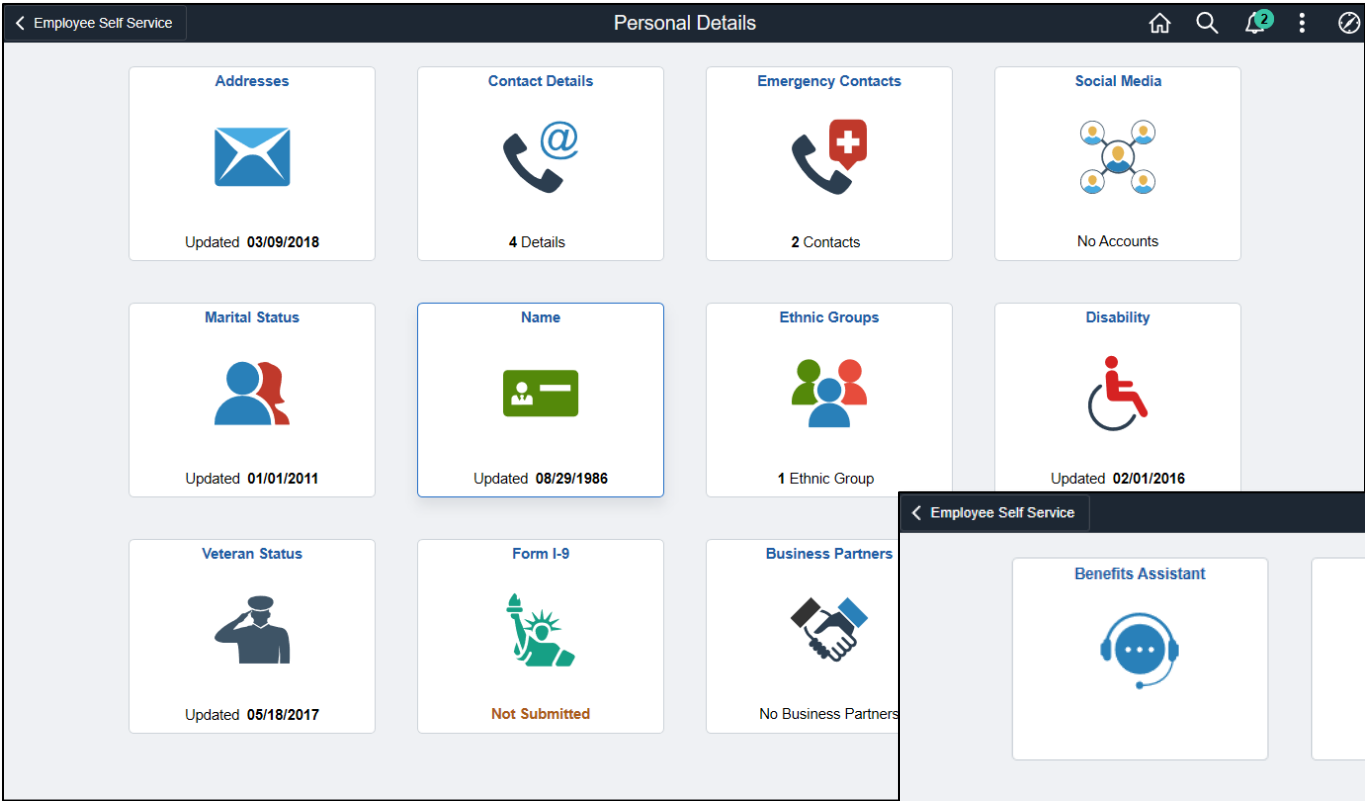 Employee Self Service
Personal Details
2
Addresses
Updated 03/09/2018
Contact Details
@
4 Details
Emergency Contacts
2 Contacts
Social Media
No Accounts
Marital Status
Updated 01/01/2011
Name
Updated 08/29/1986
Ethnic Groups
1 Ethnic Group
Disability
Updated 02/01/2016
Veteran Status
Updated 05/18/2017
Form I-9
Not Submitted
Business Partners
No Business Partners
Employee Self Service
Benefits Assistant